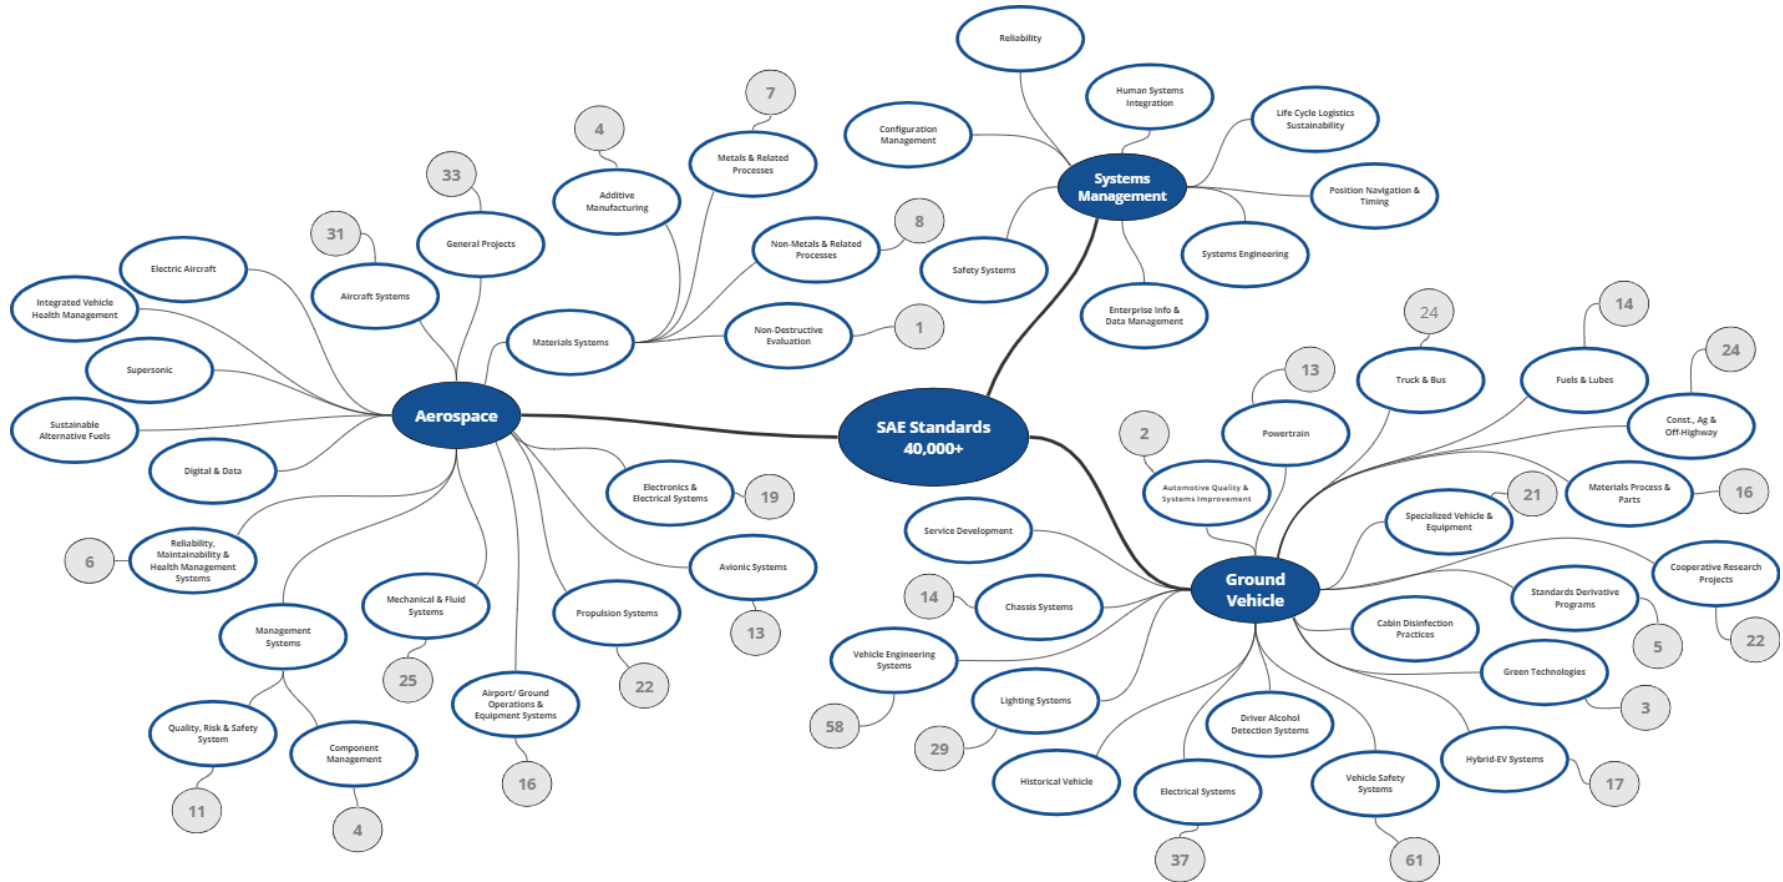 Reliability
Human Systems
Integration
Life Cycle Logistics
Sustainability
Configuration
Management
Systems
Management
Position Navigation &
Timing
Safety Systems
Systems Engineering
Enterprise Info &
Data Management
7
4
Metals & Related
Processes
33
Additive
Manufacturing
31
General Projects
8
Non-Metals & Related
Processes
Electric Aircraft
Aircraft Systems
Integrated Vehicle
Health Management
Materials Systems
Non-Destructive
Evaluation
1
Supersonic
Aerospace
Sustainable
Alternative Fuels
Digital & Data
SAE Standards
40,000+
Electronics &
Electrical Systems
19
Reliability,
Maintainability &
Health Management
Systems
6
Avionic Systems
13
Mechanical & Fluid
Systems
25
Propulsion Systems
22
Management
Systems
Airport/ Ground
Operations &
Equipment Systems
16
Quality, Risk & Safety
System
11
Component
Management
4
24
14
Truck & Bus
Fuels & Lubes
24
13
Const., Ag &
Off-Highway
Powertrain
2
Automotive Quality &
Systems Improvement
Materials Process &
Parts
16
21
Specialized Vehicle &
Equipment
Service Development
Ground
Vehicle
Cooperative Research
Projects
22
Chassis Systems
14
Standards Derivative
Programs
5
Cabin Disinfection
Practices
Vehicle Engineering
Systems
58
Green Technologies
3
Lighting Systems
29
Driver Alcohol
Detection Systems
Hybrid-EV Systems
17
Historical Vehicle
Electrical Systems
37
Vehicle Safety
Systems
61